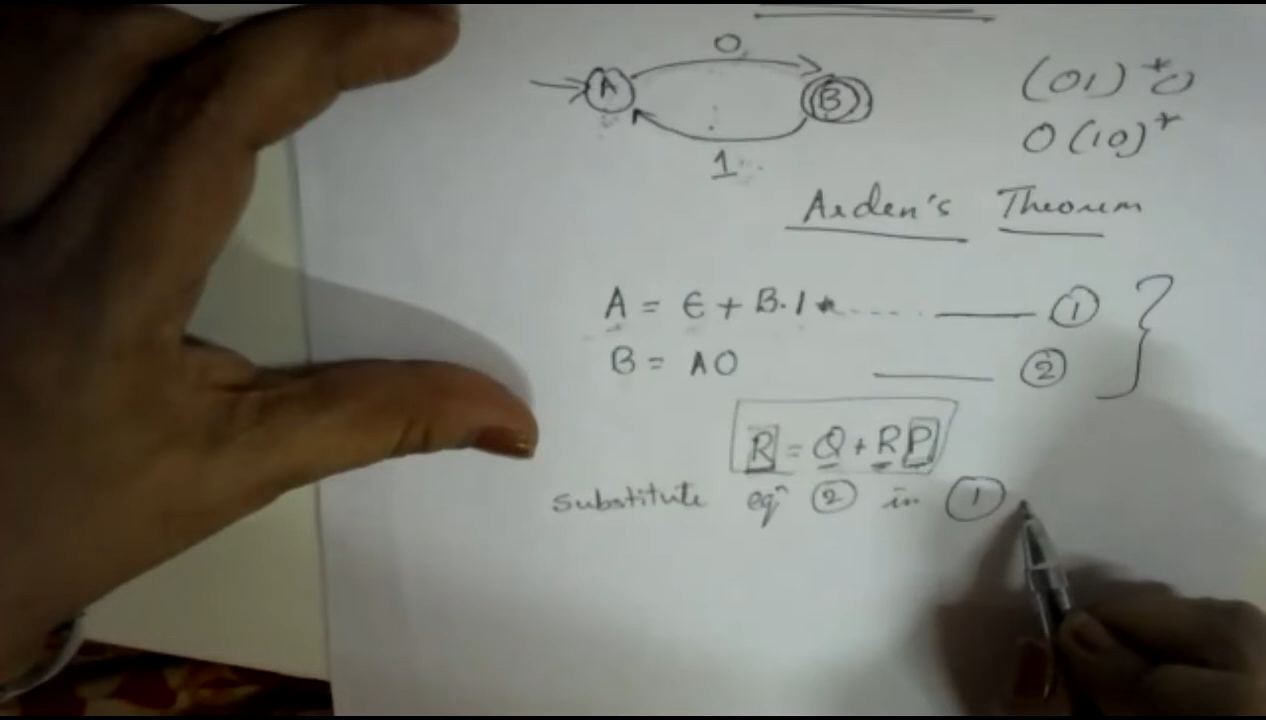 0
A
B
1
(01)*0
0(10)*
Arden's Theorem
A = ε + B.1 ①
B = A0 ②
R = Q + RP
substitute eqn ② in ①